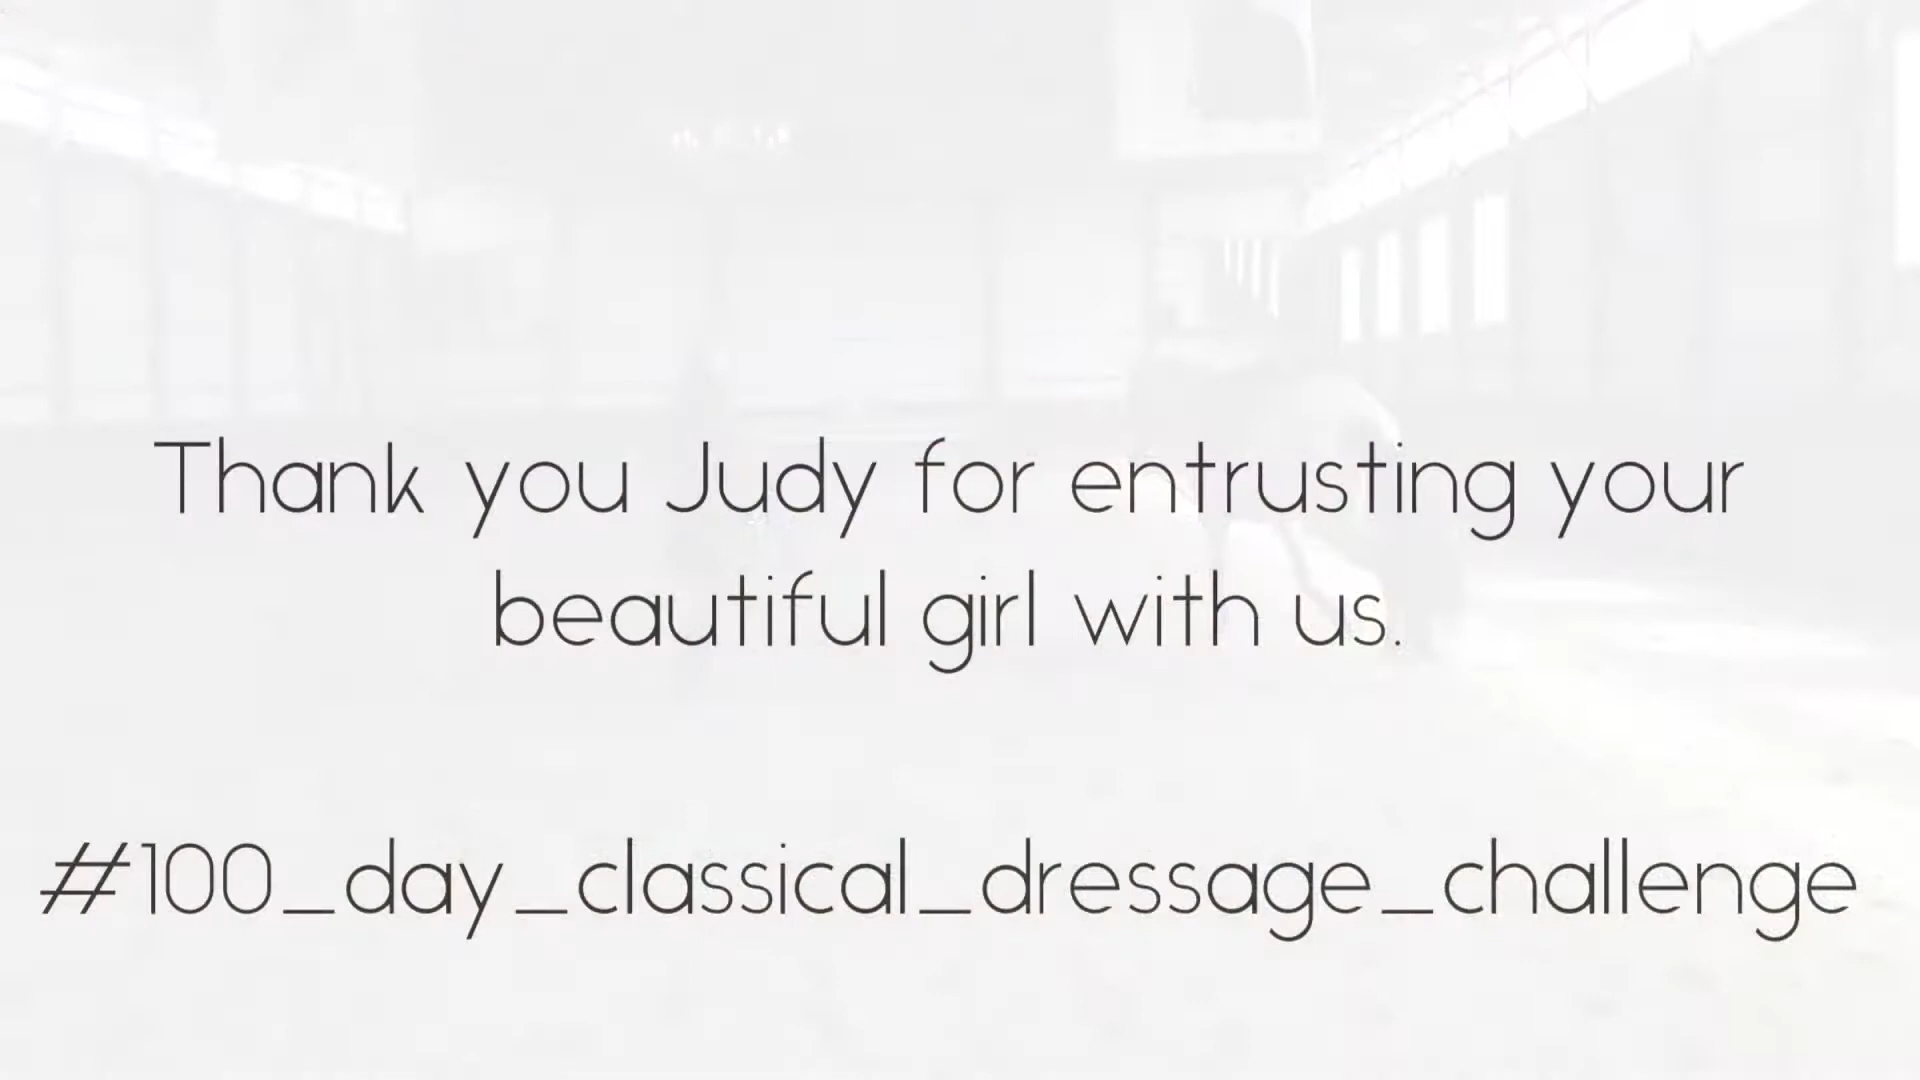 Thank you Judy for entrusting your
beautiful girl with us.
#100_day_classical_dressage_challenge